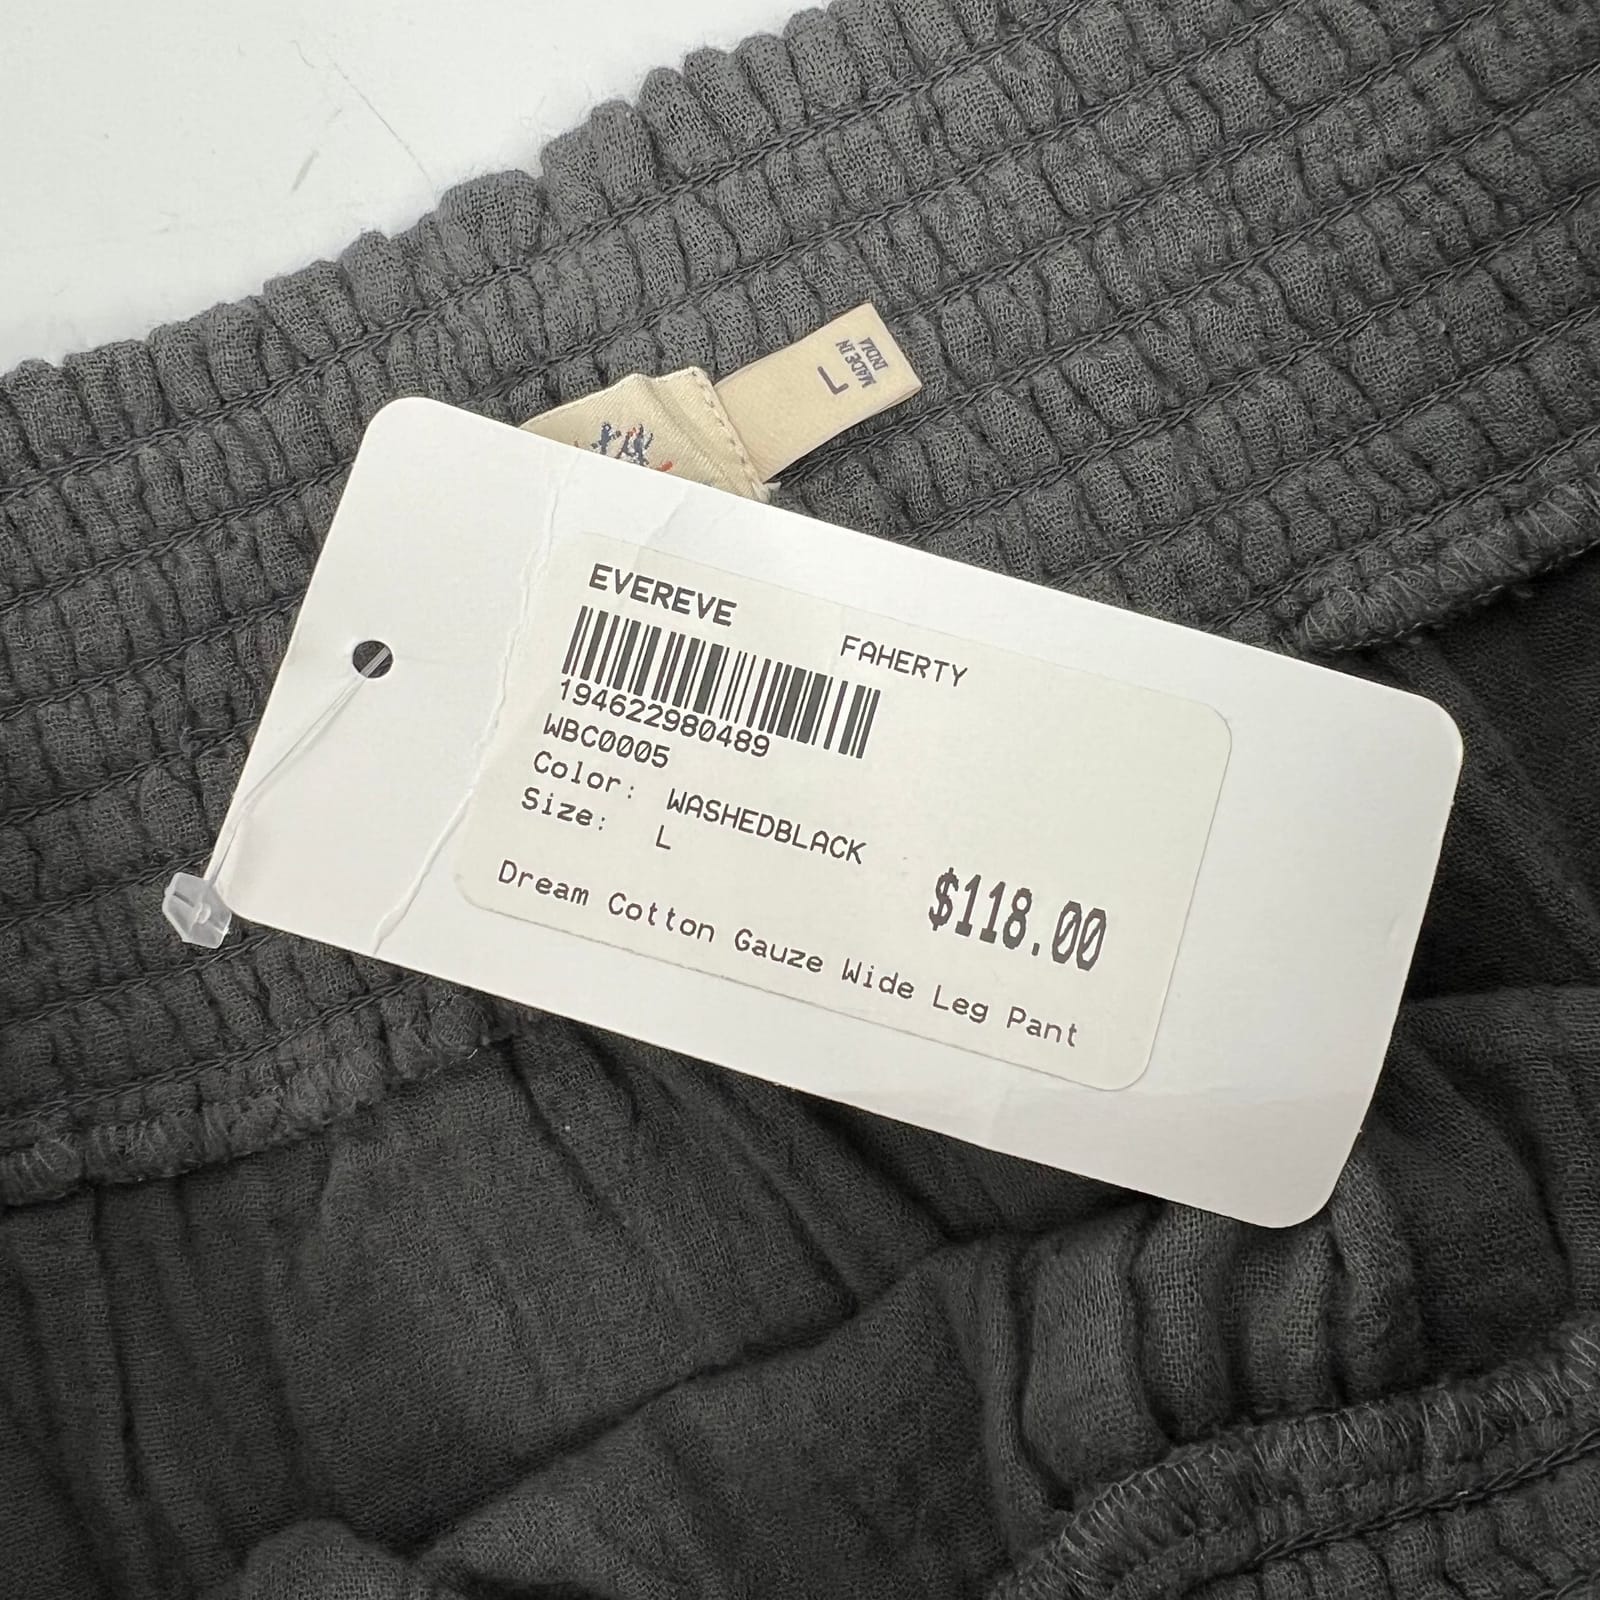 L
MADE IN
INDIA
EVEREVE
FAHERTY
194622980489
WBC0005
Color: WASHEDBLACK
Size: L
$118.00
Dream Cotton Gauze Wide Leg Pant